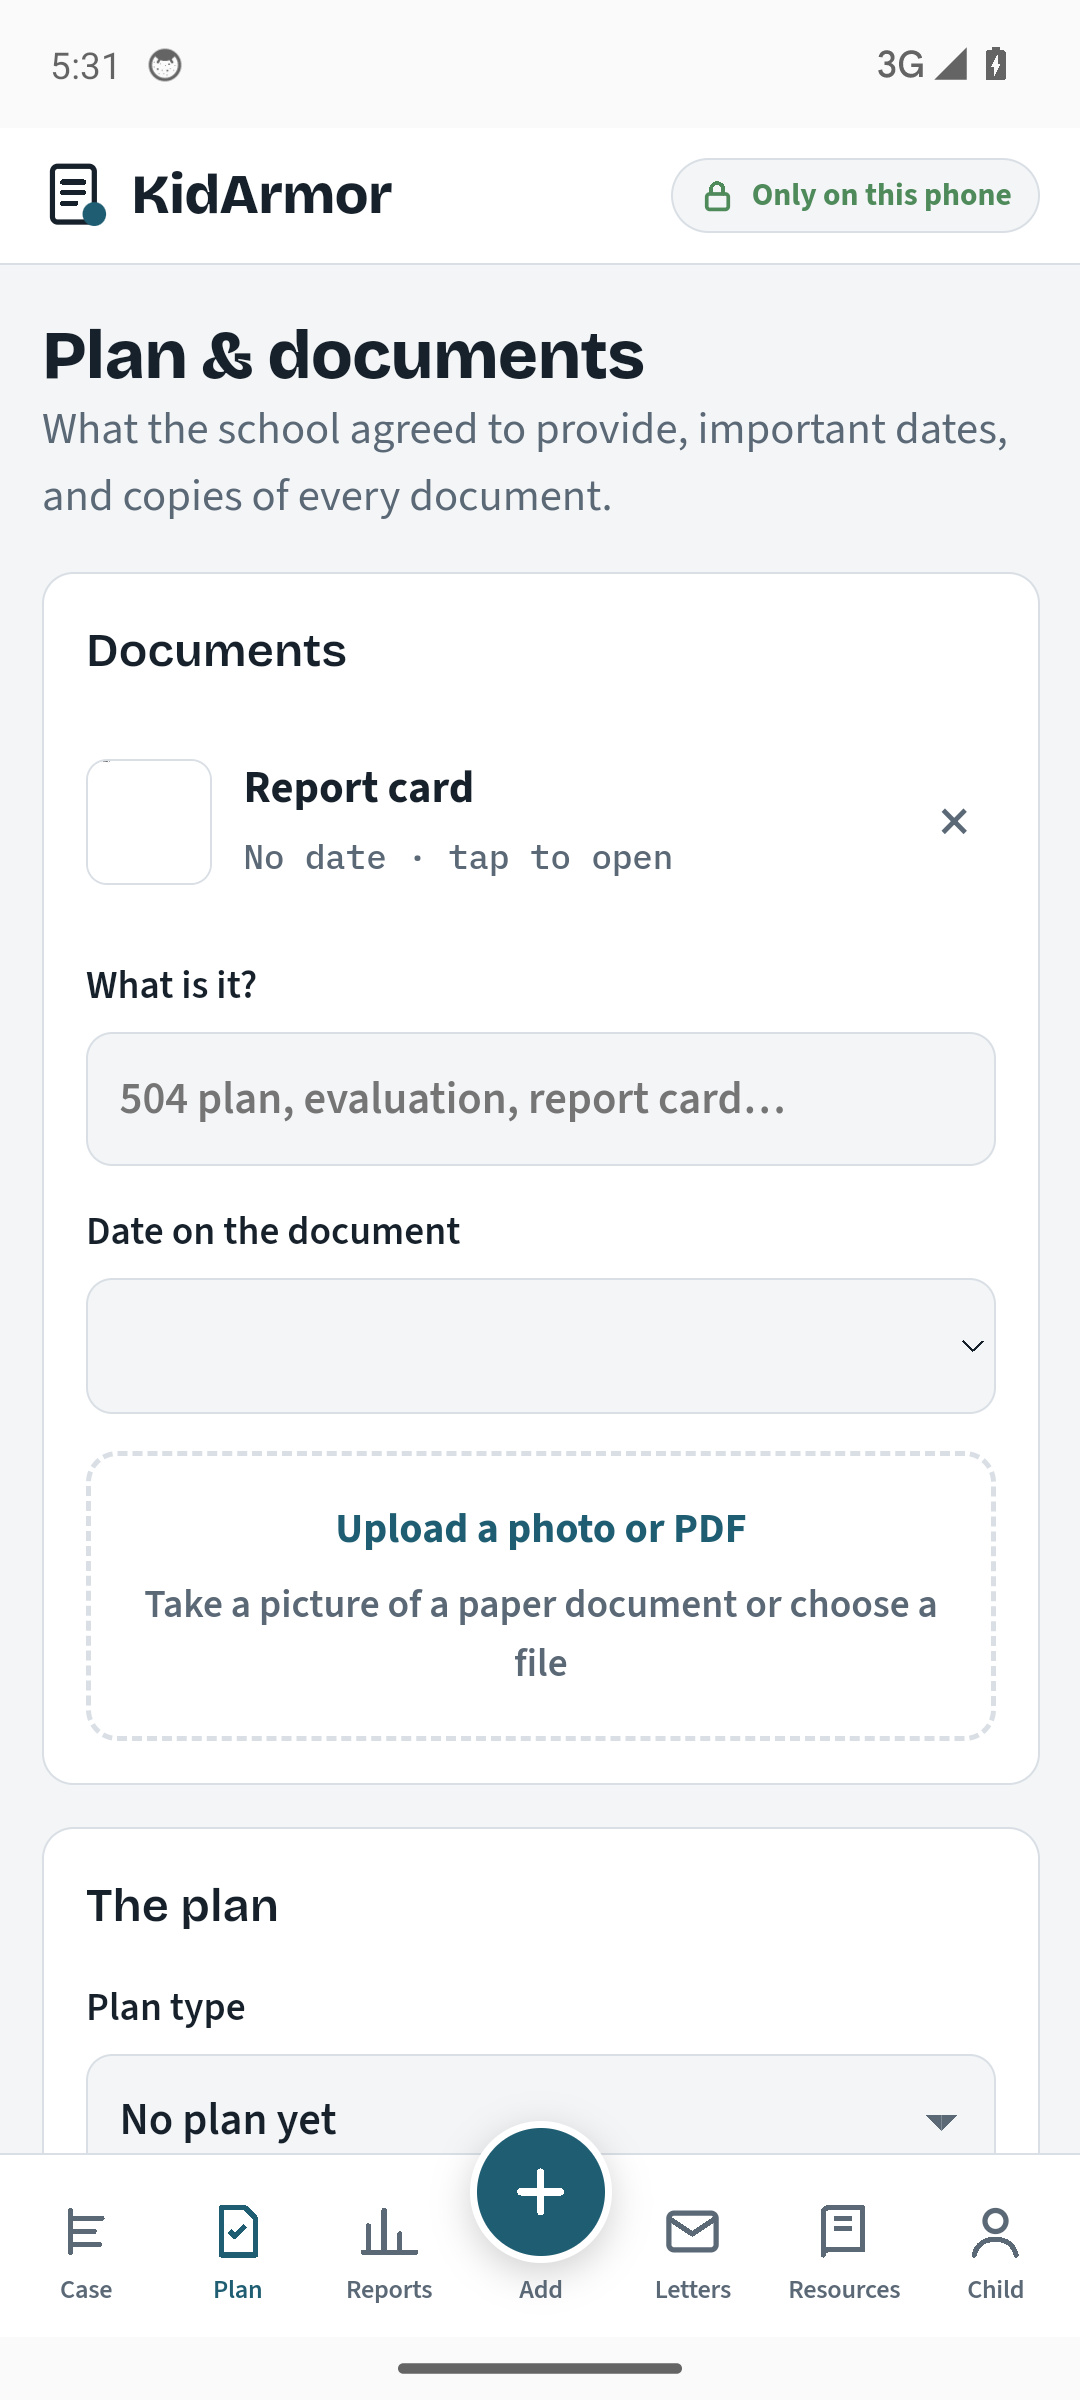 5:31
3G
KidArmor
Only on this phone
Plan & documents
What the school agreed to provide, important dates,
and copies of every document.
Documents
Report card
No date · tap to open
What is it?
504 plan, evaluation, report card...
Date on the document
Upload a photo or PDF
Take a picture of a paper document or choose a
file
The plan
Plan type
No plan yet
Case
Plan
Reports
Add
Letters
Resources
Child